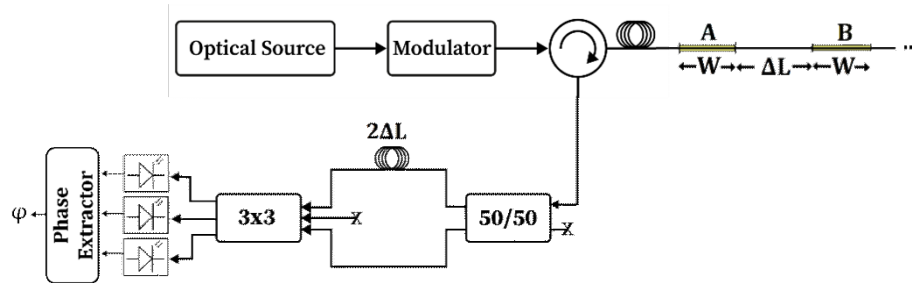 Optical Source
Modulator
A
B
W
ΔL
W
2ΔL
Phase
Extractor
φ
3x3
x
50/50
x